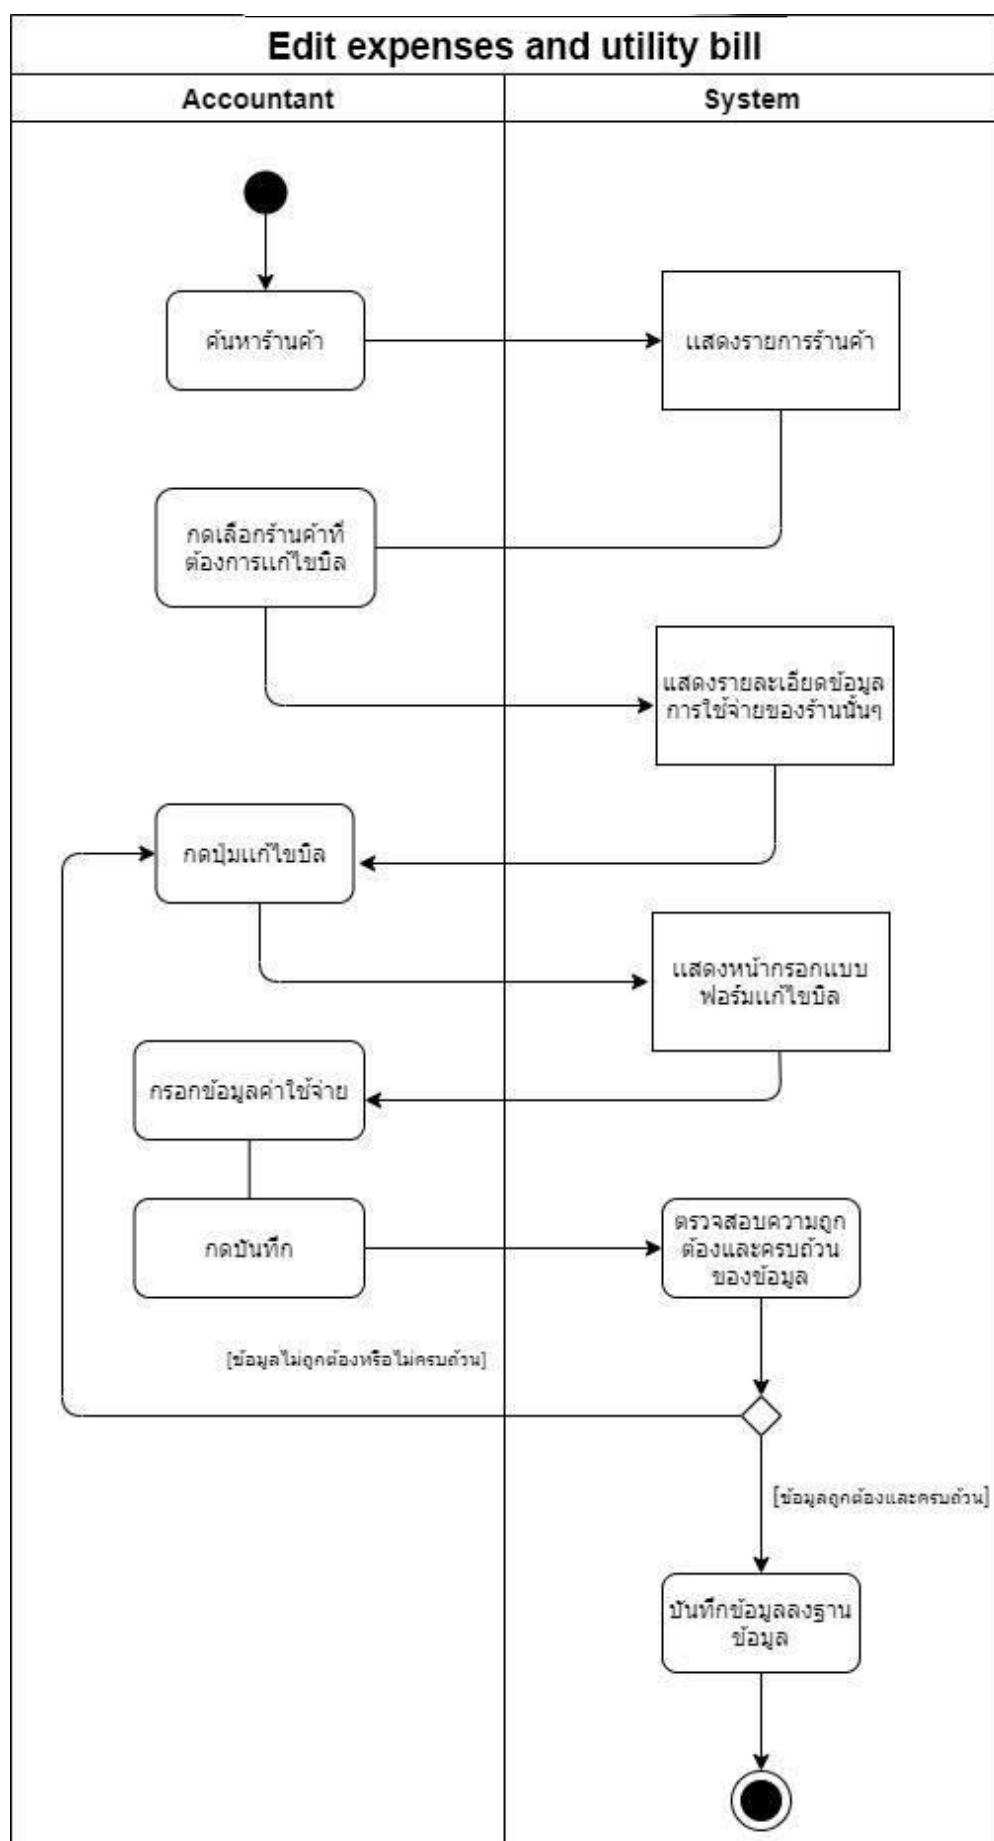 Edit expenses and utility bill
Accountant
System
ค้นหาร้านค้า
แสดงรายการร้านค้า
กดเลือกร้านค้าที่
ต้องการแก้ไขบิล
แสดงรายละเอียดข้อมูล
การใช้จ่ายของร้านนั้นๆ
กดปุ่มแก้ไขบิล
แสดงหน้ากรอกแบบ
ฟอร์มแก้ไขบิล
กรอกข้อมูลค่าใช้จ่าย
กดบันทึก
ตรวจสอบความถูก
ต้องและครบถ้วน
ของข้อมูล
[ข้อมูลไม่ถูกต้องหรือไม่ครบถ้วน]
[ข้อมูลถูกต้องและครบถ้วน]
บันทึกข้อมูลลงฐาน
ข้อมูล